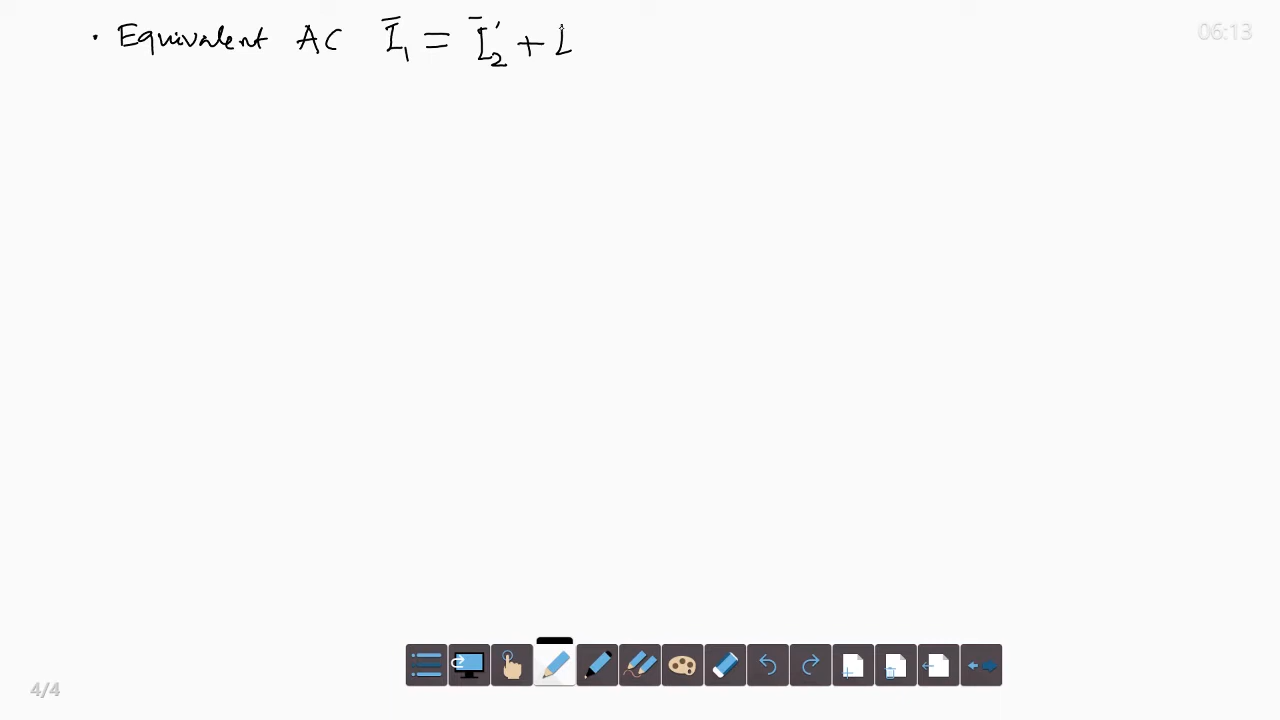 06:13
· Equivalent AC Ī₁ = Ī₂' + I
4/4